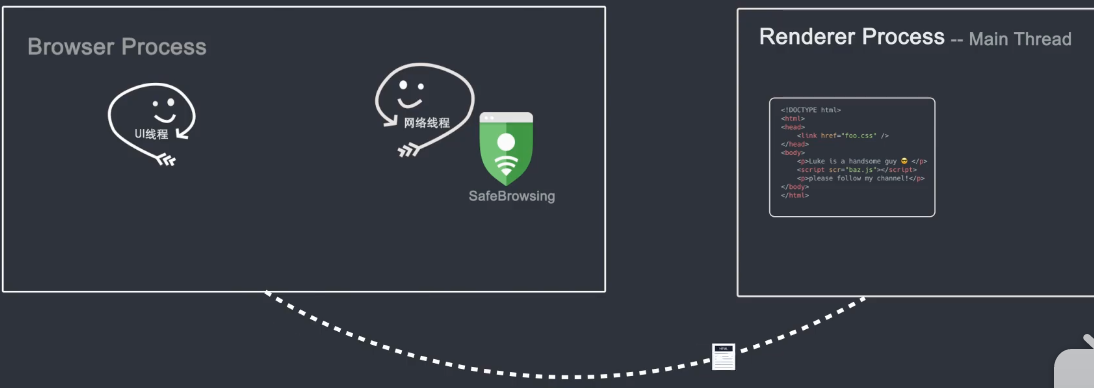 Browser Process
UI线程
网络线程
SafeBrowsing
Renderer Process -- Main Thread
<!DOCTYPE html>
<html>
<head>
<link href="foo.css" />
</head>
<body>
<p>Luke is a handsome guy 😎 </p>
<script scr="baz.js"></script>
<p>please follow my channel!</p>
</body>
</html>